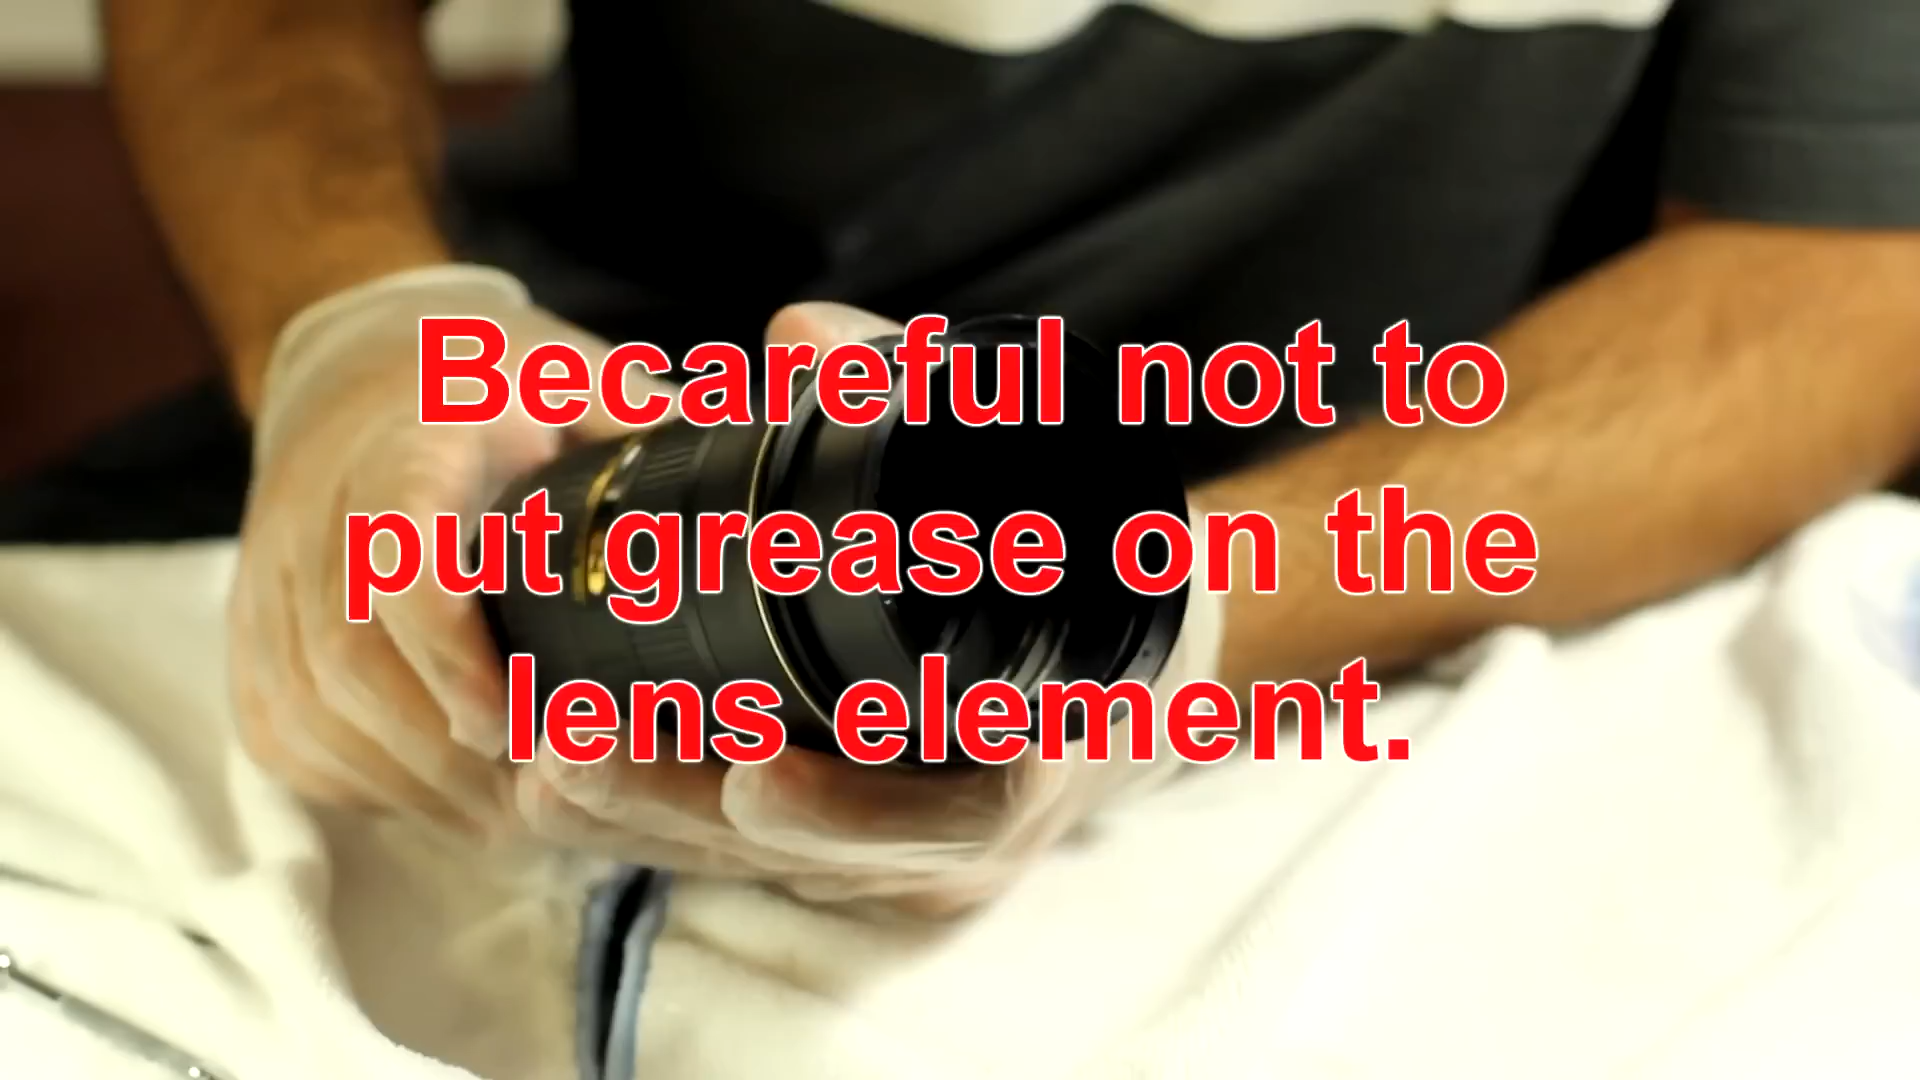 Becareful not to
put grease on the
lens element.